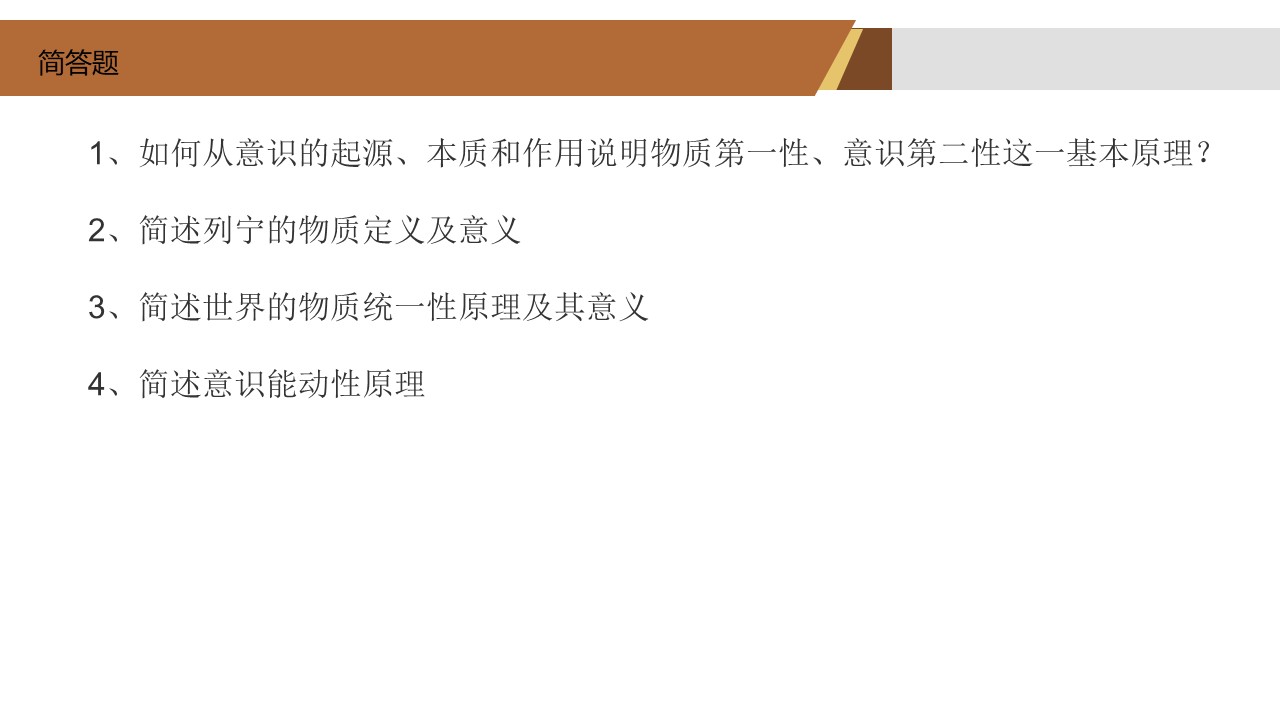 简答题
1、如何从意识的起源、本质和作用说明物质第一性、意识第二性这一基本原理？
2、简述列宁的物质定义及意义
3、简述世界的物质统一性原理及其意义
4、简述意识能动性原理